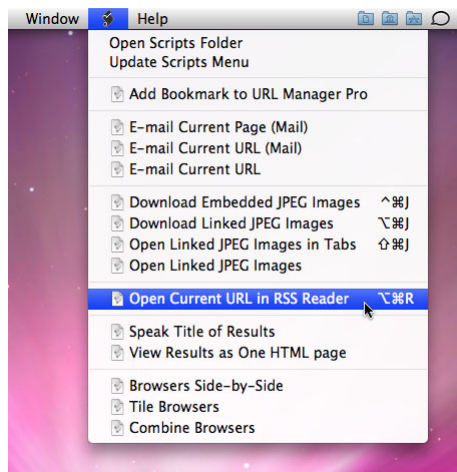 Window Help
Open Scripts Folder
Update Scripts Menu
Add Bookmark to URL Manager Pro
E-mail Current Page (Mail)
E-mail Current URL (Mail)
E-mail Current URL
Download Embedded JPEG Images ^⌘J
Download Linked JPEG Images ⌥⌘J
Open Linked JPEG Images in Tabs ⇧⌘J
Open Linked JPEG Images
Open Current URL in RSS Reader ⌥⌘R
Speak Title of Results
View Results as One HTML page
Browsers Side-by-Side
Tile Browsers
Combine Browsers